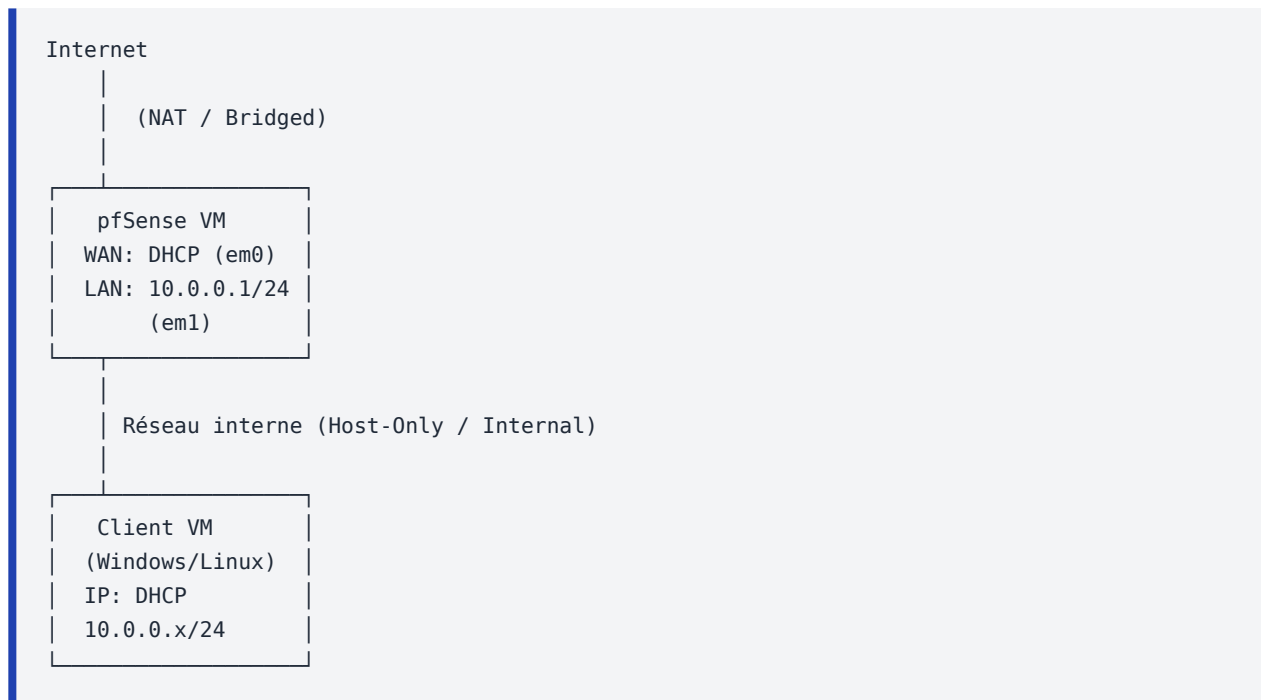 Internet
(NAT / Bridged)
pfSense VM
WAN: DHCP (em0)
LAN: 10.0.0.1/24
(em1)
Réseau interne (Host-Only / Internal)
Client VM
(Windows/Linux)
IP: DHCP
10.0.0.x/24